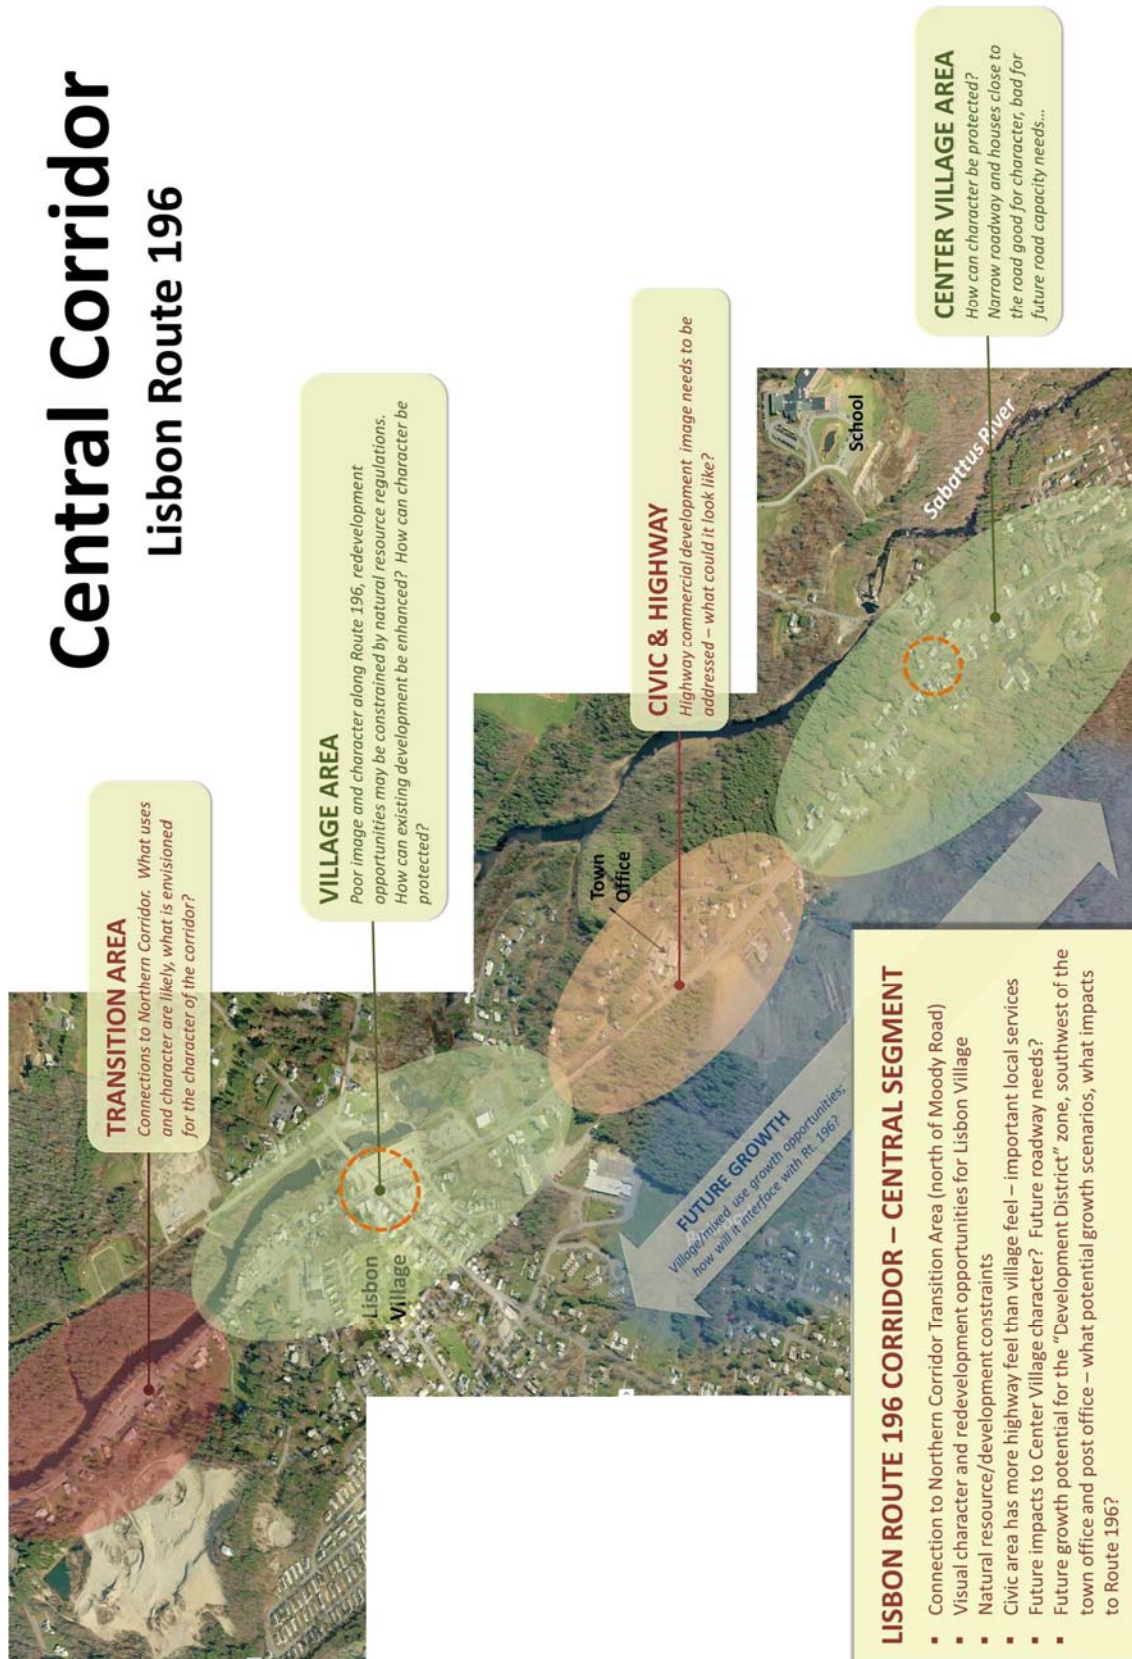 Central Corridor
Lisbon Route 196
TRANSITION AREA
Connections to Northern Corridor.  What uses
and character are likely, what is envisioned
for the character of the corridor?
VILLAGE AREA
Poor image and character along Route 196, redevelopment
opportunities may be constrained by natural resource regulations.
How can existing development be enhanced?  How can character be
protected?
CIVIC & HIGHWAY
Highway commercial development image needs to be
addressed – what could it look like?
CENTER VILLAGE AREA
How can character be protected?
Narrow roadway and houses close to
the road good for character, bad for
future road capacity needs...
Lisbon
Village
Town
Office
School
Sabattus River
FUTURE GROWTH
Village/mixed use growth opportunities;
how will it interface with Rt. 196?
LISBON ROUTE 196 CORRIDOR – CENTRAL SEGMENT
▪ Connection to Northern Corridor Transition Area (north of Moody Road)
▪ Visual character and redevelopment opportunities for Lisbon Village
▪ Natural resource/development constraints
▪ Civic area has more highway feel than village feel – important local services
▪ Future impacts to Center Village character?  Future roadway needs?
▪ Future growth potential for the "Development District" zone, southwest of the
town office and post office – what potential growth scenarios, what impacts
to Route 196?